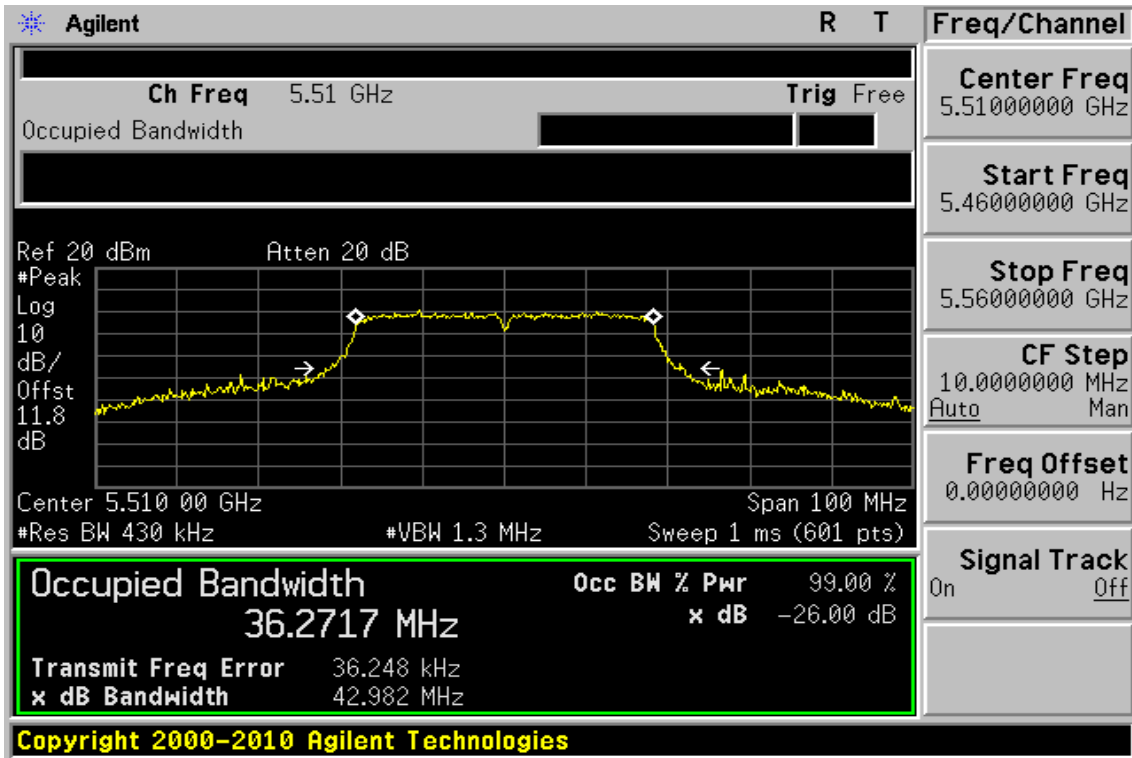 Agilent R T
Ch Freq 5.51 GHz Trig Free
Occupied Bandwidth
Ref 20 dBm Atten 20 dB
#Peak
Log
10
dB/
Offst
11.8
dB
Center 5.510 00 GHz Span 100 MHz
#Res BW 430 kHz #VBW 1.3 MHz Sweep 1 ms (601 pts)
Occupied Bandwidth
36.2717 MHz
Occ BW % Pwr 99.00 %
x dB -26.00 dB
Transmit Freq Error 36.248 kHz
x dB Bandwidth 42.982 MHz
Copyright 2000-2010 Agilent Technologies
Freq/Channel
Center Freq
5.51000000 GHz
Start Freq
5.46000000 GHz
Stop Freq
5.56000000 GHz
CF Step
10.0000000 MHz
Auto Man
Freq Offset
0.00000000 Hz
Signal Track
On Off